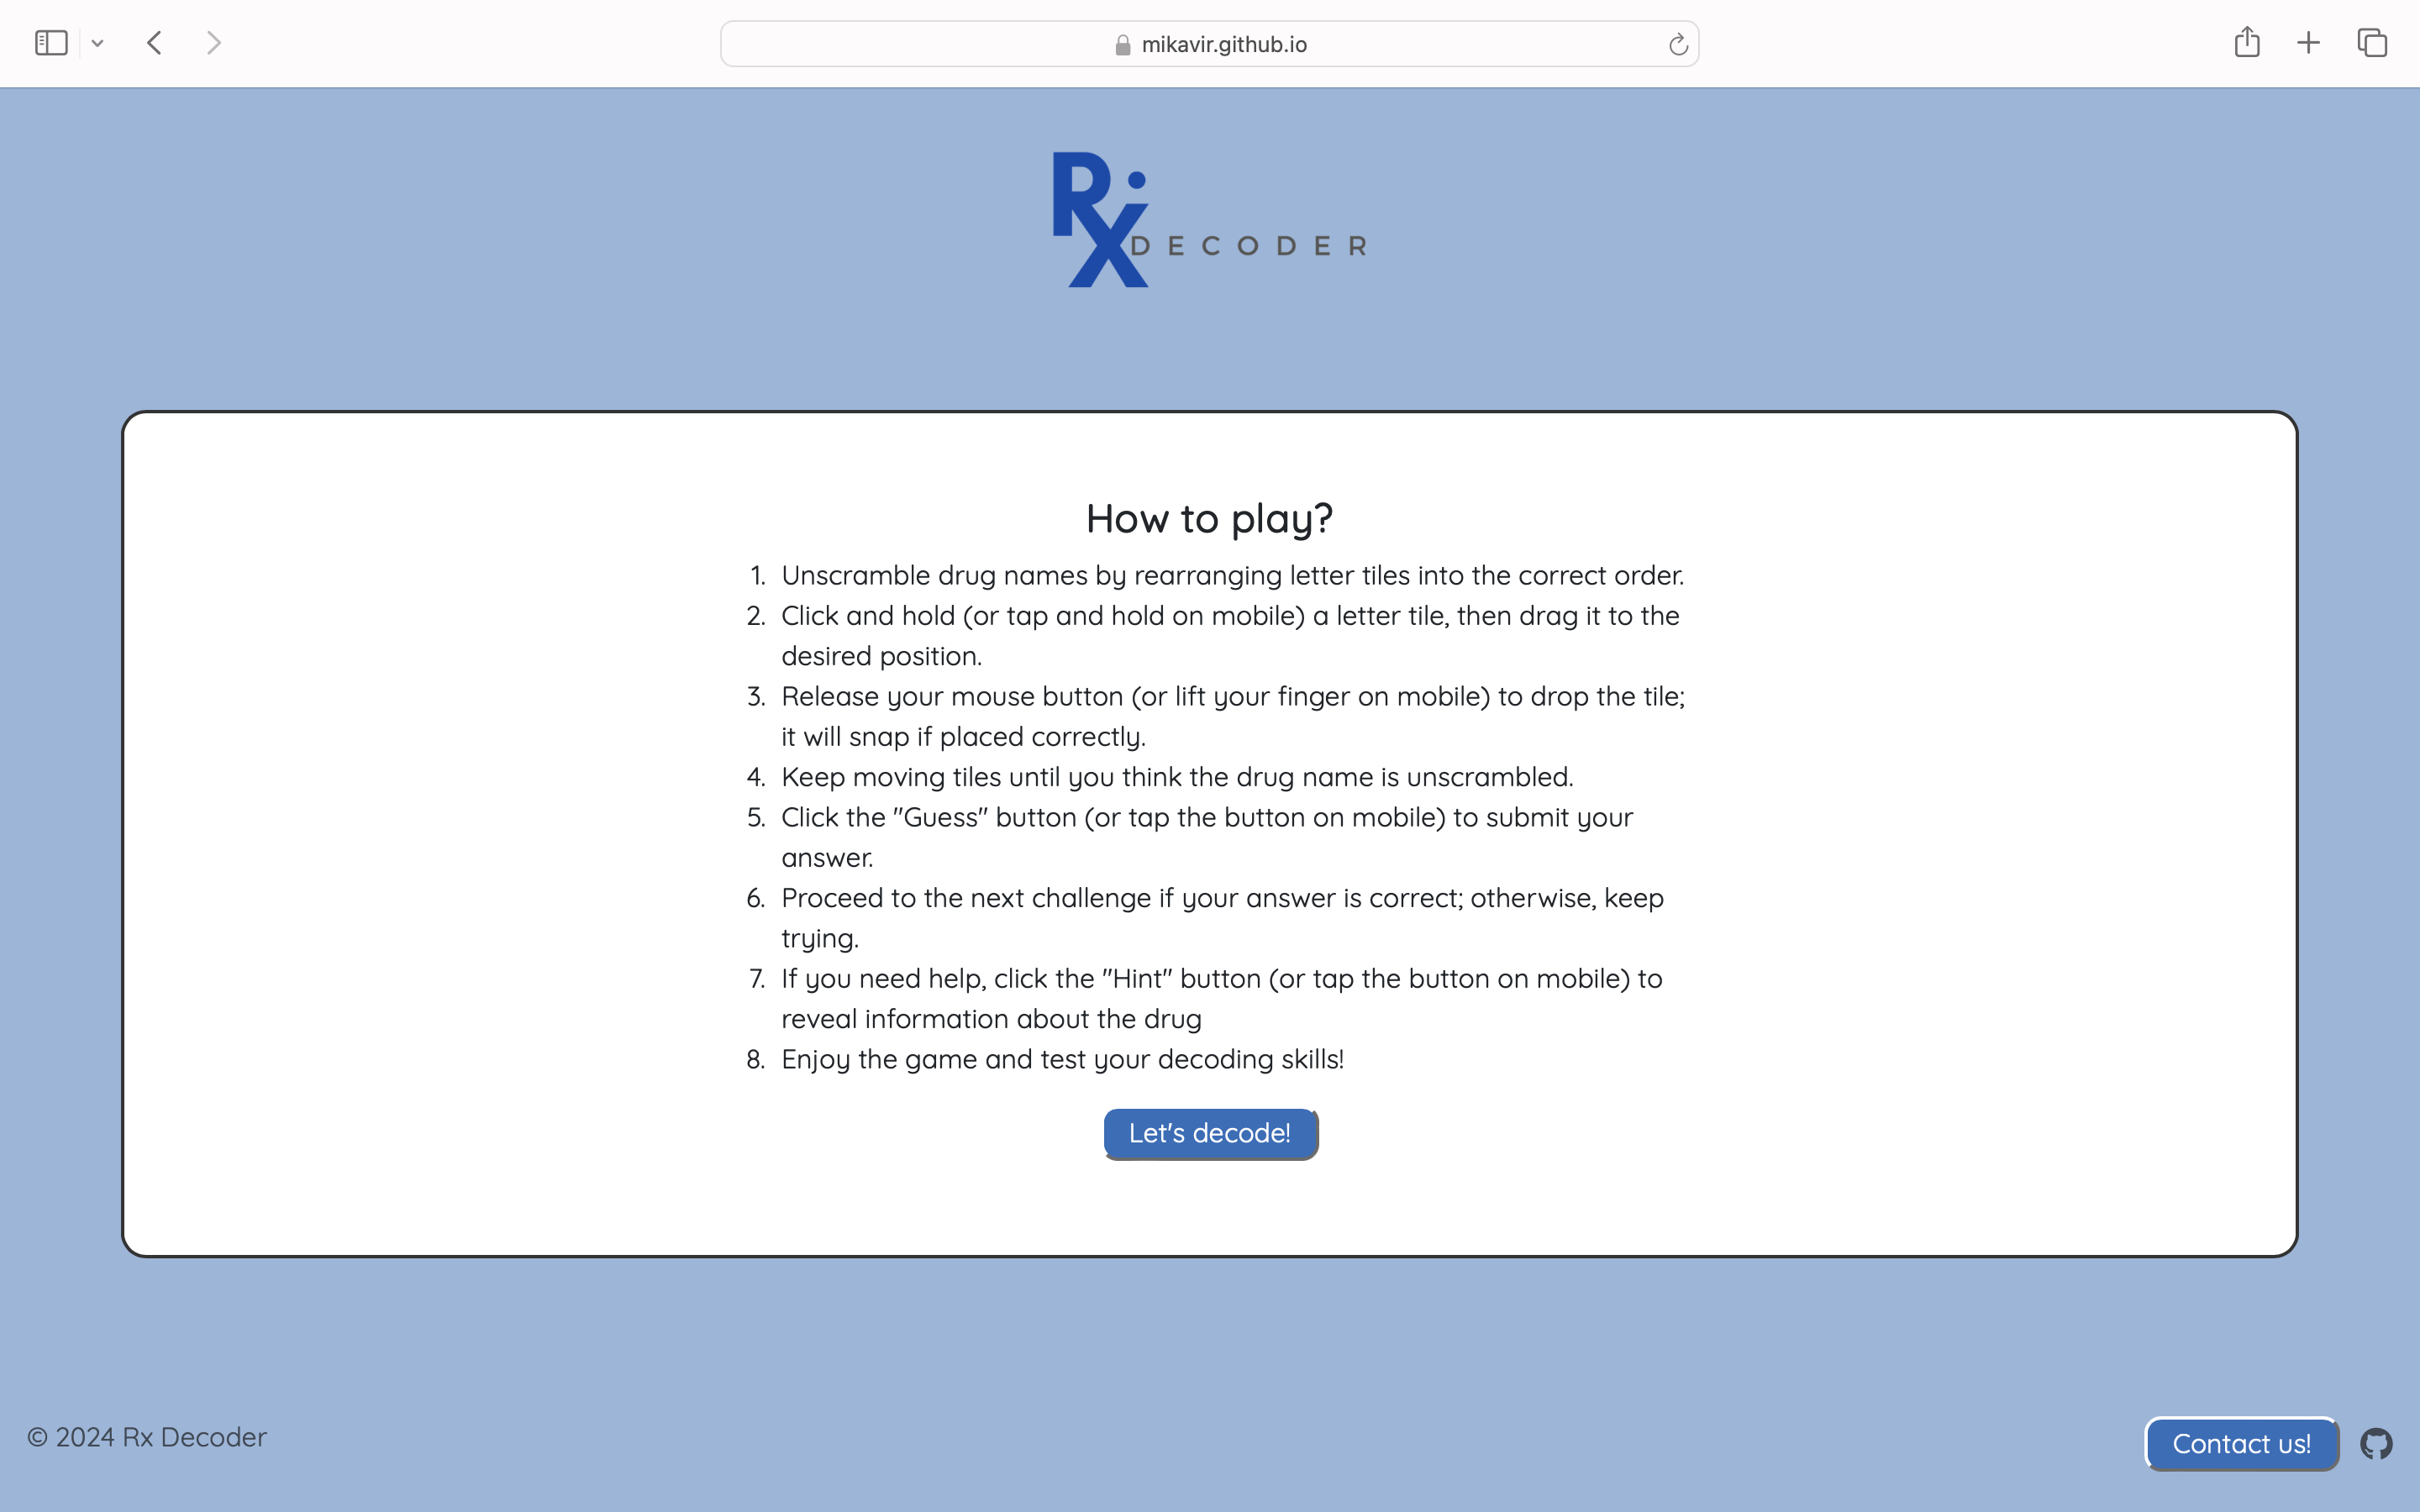 mikavir.github.io
Rx
DECODER
How to play?
1. Unscramble drug names by rearranging letter tiles into the correct order.
2. Click and hold (or tap and hold on mobile) a letter tile, then drag it to the
desired position.
3. Release your mouse button (or lift your finger on mobile) to drop the tile;
it will snap if placed correctly.
4. Keep moving tiles until you think the drug name is unscrambled.
5. Click the "Guess" button (or tap the button on mobile) to submit your
answer.
6. Proceed to the next challenge if your answer is correct; otherwise, keep
trying.
7. If you need help, click the "Hint" button (or tap the button on mobile) to
reveal information about the drug
8. Enjoy the game and test your decoding skills!
Let's decode!
© 2024 Rx Decoder
Contact us!